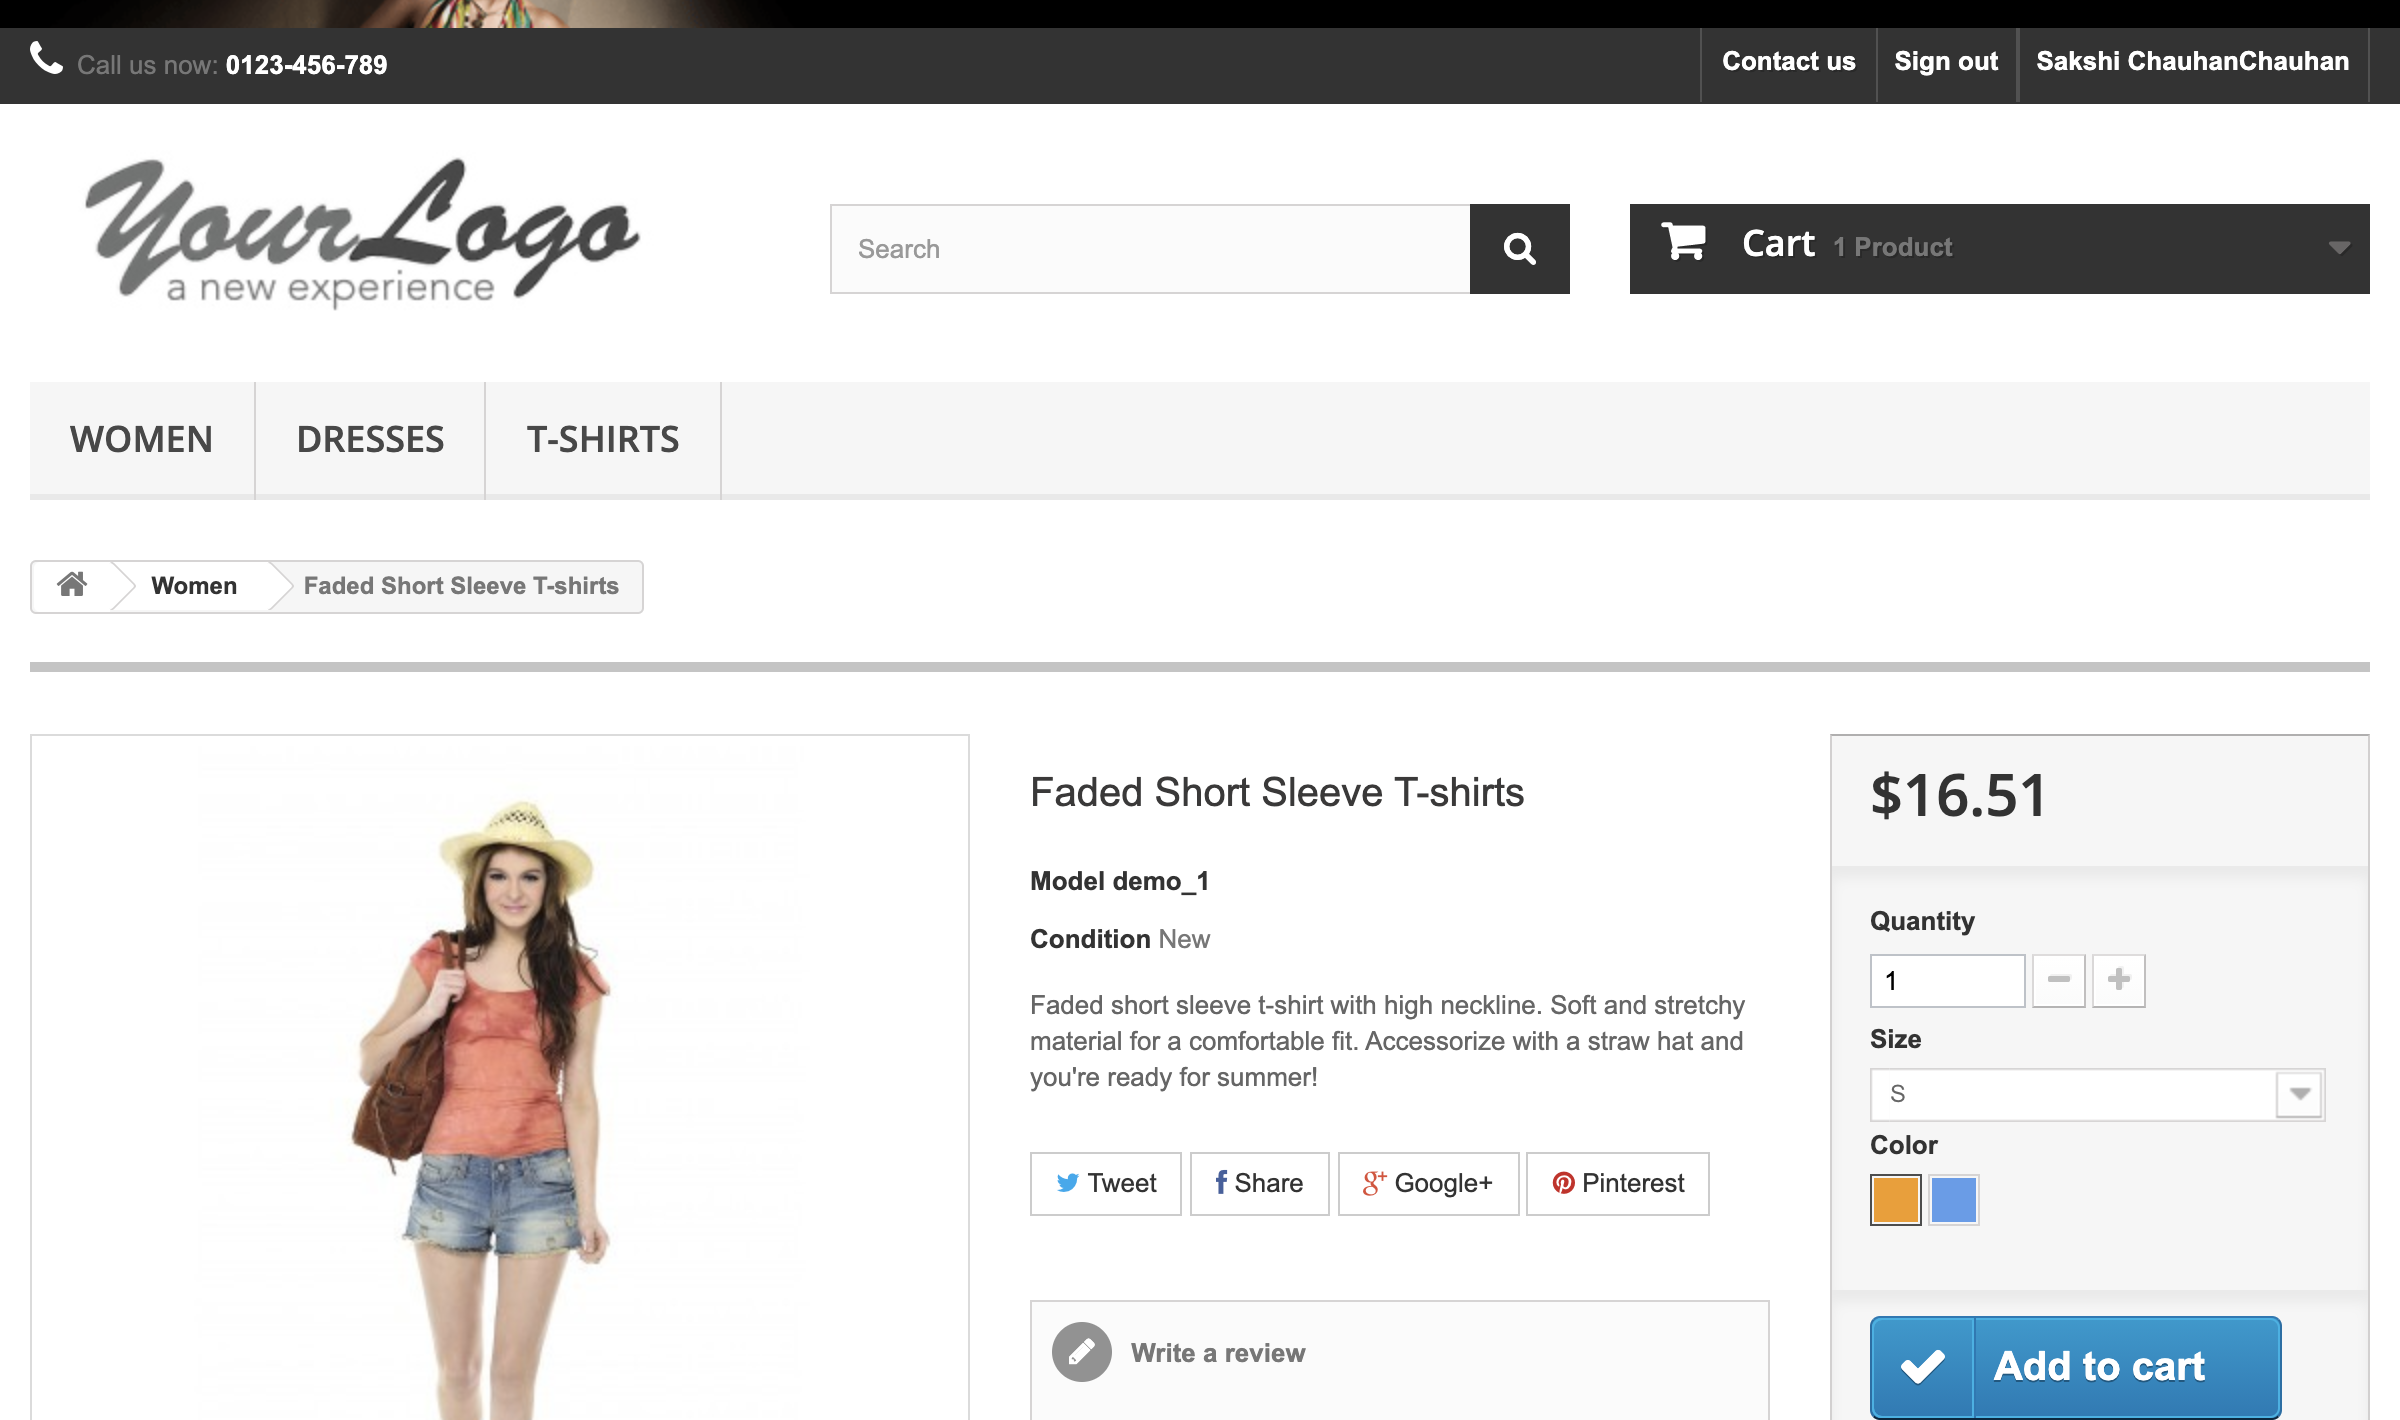 Call us now: 0123-456-789
Contact us
Sign out
Sakshi ChauhanChauhan
YourLogo
a new experience
Search
Cart 1 Product
WOMEN
DRESSES
T-SHIRTS
Women
Faded Short Sleeve T-shirts
Faded Short Sleeve T-shirts
Model demo_1
Condition New
Faded short sleeve t-shirt with high neckline. Soft and stretchy
material for a comfortable fit. Accessorize with a straw hat and
you're ready for summer!
Tweet
Share
Google+
Pinterest
Write a review
$16.51
Quantity
1
Size
S
Color
Add to cart